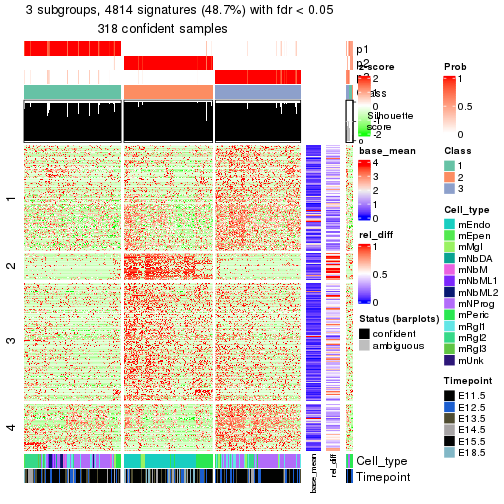 3 subgroups, 4814 signatures (48.7%) with fdr < 0.05
318 confident samples
p1
p2
p3
Class
z-score
2
1
0
-1
-2
Silhouette
score
Prob
1
0.5
0
1
2
3
4
base_mean
4
3
2
1
0
rel_diff
1
0.5
0
Status (barplots)
confident
ambiguous
Class
1
2
3
Cell_type
mEndo
mEpen
mMgl
mNbDA
mNbM
mNbML1
mNbML2
mNProg
mPeric
mRgl1
mRgl2
mRgl3
mUnk
Timepoint
E11.5
E12.5
E13.5
E14.5
E15.5
E18.5
Cell_type
Timepoint
base_mean
rel_diff